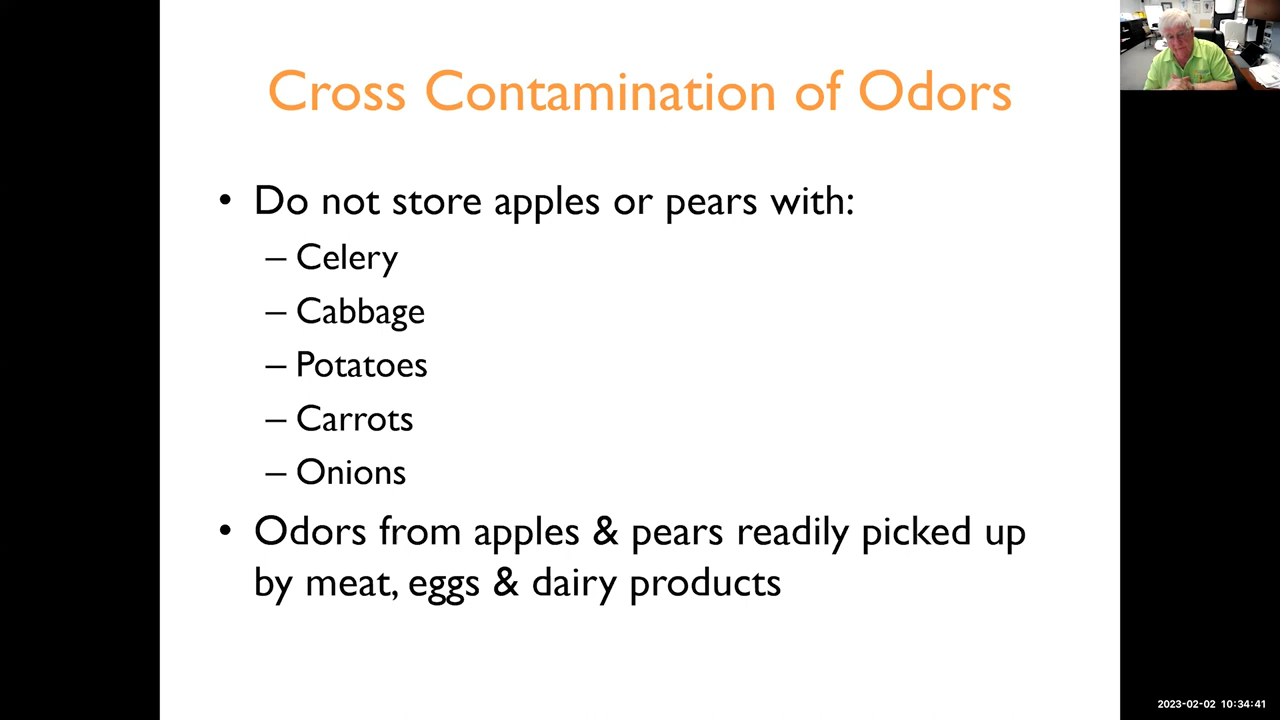 Cross Contamination of Odors
• Do not store apples or pears with:
– Celery
– Cabbage
– Potatoes
– Carrots
– Onions
• Odors from apples & pears readily picked up
by meat, eggs & dairy products
2023-02-02 10:34:41